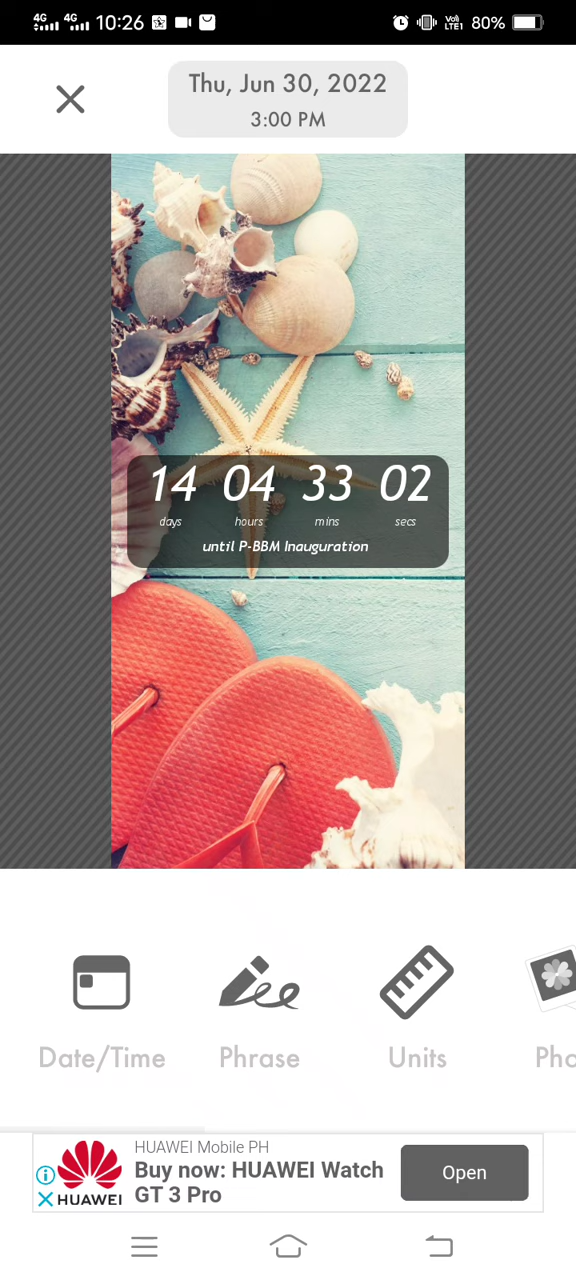 4G 4G 10:26 VoLTE1 80%
Thu, Jun 30, 2022
3:00 PM
14 04 33 02
days hours mins secs
until P-BBM Inauguration
Date/Time Phrase Units Pho
HUAWEI Mobile PH
Buy now: HUAWEI Watch
GT 3 Pro
Open
HUAWEI